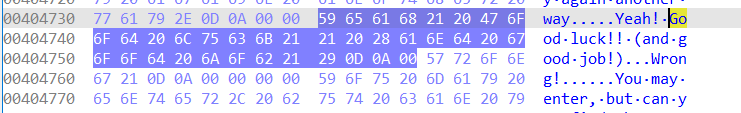 y again another
00404730 77 61 79 2E 0D 0A 00 00 59 65 61 68 21 20 47 6F way.....Yeah! Go
00404740 6F 64 20 6C 75 63 6B 21 21 20 28 61 6E 64 20 67 od luck!! (and g
00404750 6F 6F 64 20 6A 6F 62 21 29 0D 0A 00 57 72 6F 6E ood job!)...Wron
00404760 67 21 0D 0A 00 00 00 00 59 6F 75 20 6D 61 79 20 g!......You may
00404770 65 6E 74 65 72 2C 20 62 75 74 20 63 61 6E 20 79 enter, but can y